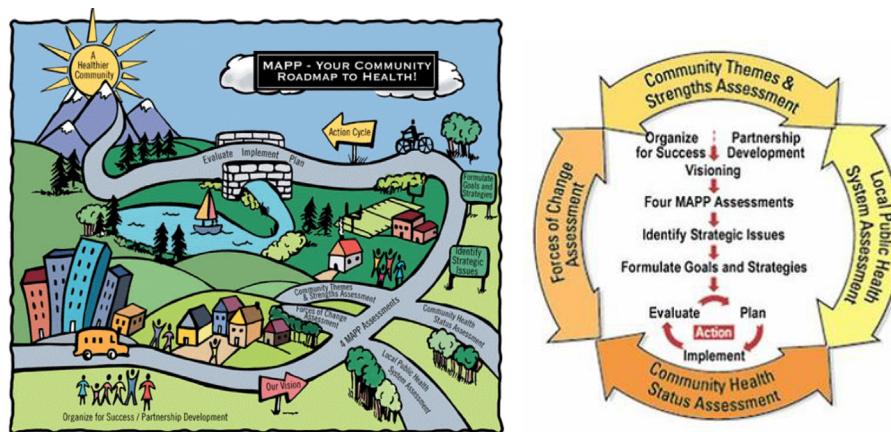 A
Healthier
Community
MAPP - YOUR COMMUNITY
ROADMAP TO HEALTH!
Action Cycle
Evaluate Implement Plan
Formulate
Goals and
Strategies
Identify
Strategic
Issues
Community Themes
& Strengths Assessment
Forces of Change
Assessment
4 MAPP Assessments
Community Health
Status Assessment
Local Public Health
System Assessment
Our Vision
Organize for Success / Partnership Development
Community Themes &
Strengths Assessment
Organize
for Success
Partnership
Development
Visioning
Four MAPP Assessments
Identify Strategic Issues
Formulate Goals and Strategies
Evaluate
Plan
Action
Implement
Forces of Change
Assessment
Local Public Health
System Assessment
Community Health
Status Assessment